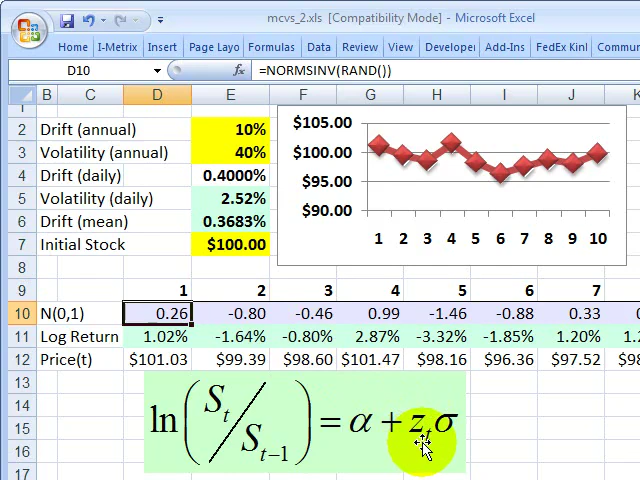 mcvs_2.xls [Compatibility Mode] - Microsoft Excel
Home I-Metrix Insert Page Layo Formulas Data Review View Developer Add-Ins FedEx Kinl Commun
D10 fx =NORMSINV(RAND())
B C D E F G H I J K
1
2 Drift (annual) 10%
3 Volatility (annual) 40%
4 Drift (daily) 0.4000%
5 Volatility (daily) 2.52%
6 Drift (mean) 0.3683%
7 Initial Stock $100.00
$105.00
$100.00
$95.00
$90.00
1 2 3 4 5 6 7 8 9 10
8
9 1 2 3 4 5 6 7
10 N(0,1) 0.26 -0.80 -0.46 0.99 -1.46 -0.88 0.33
11 Log Return 1.02% -1.64% -0.80% 2.87% -3.32% -1.85% 1.20% 1.2
12 Price(t) $101.03 $99.39 $98.60 $101.47 $98.16 $96.36 $97.52 $98
13
14
15
16
17
ln(S_t/S_{t-1}) = α + z_tσ